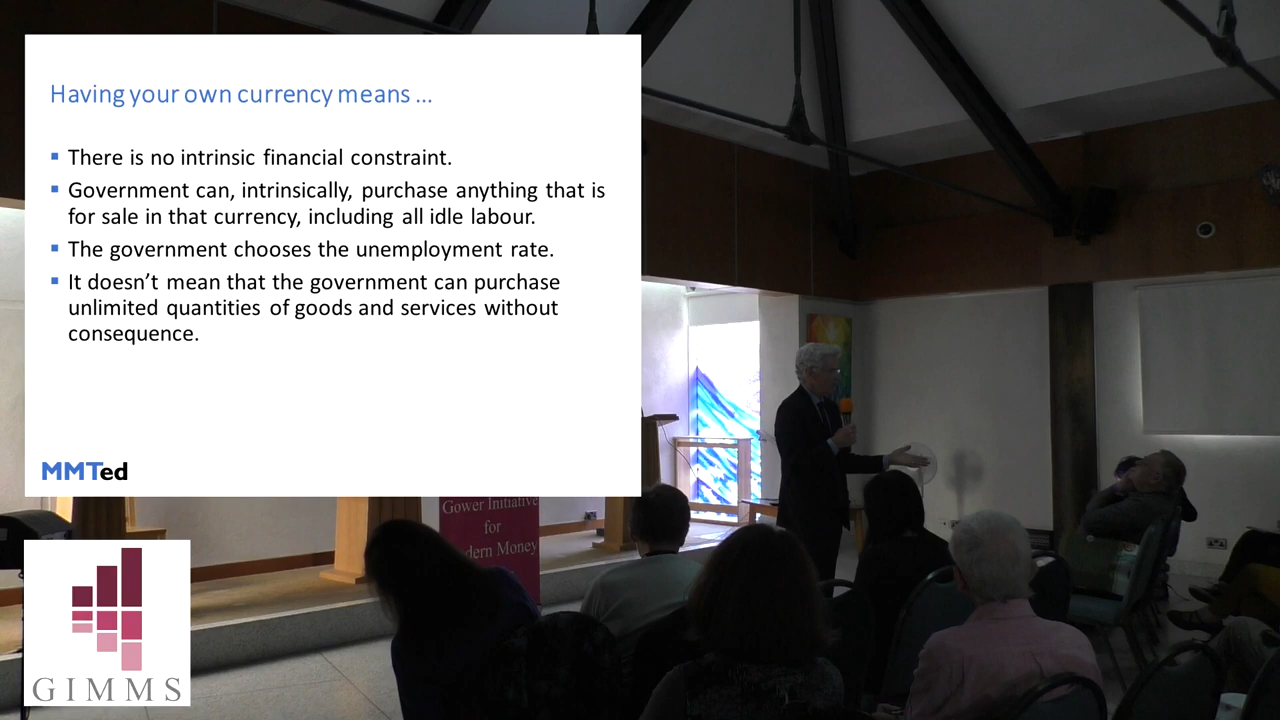 Having your own currency means ...
▪ There is no intrinsic financial constraint.
▪ Government can, intrinsically, purchase anything that is
for sale in that currency, including all idle labour.
▪ The government chooses the unemployment rate.
▪ It doesn’t mean that the government can purchase
unlimited quantities of goods and services without
consequence.
MMTed
Gower Initiative
for
dern Money
GIMMS